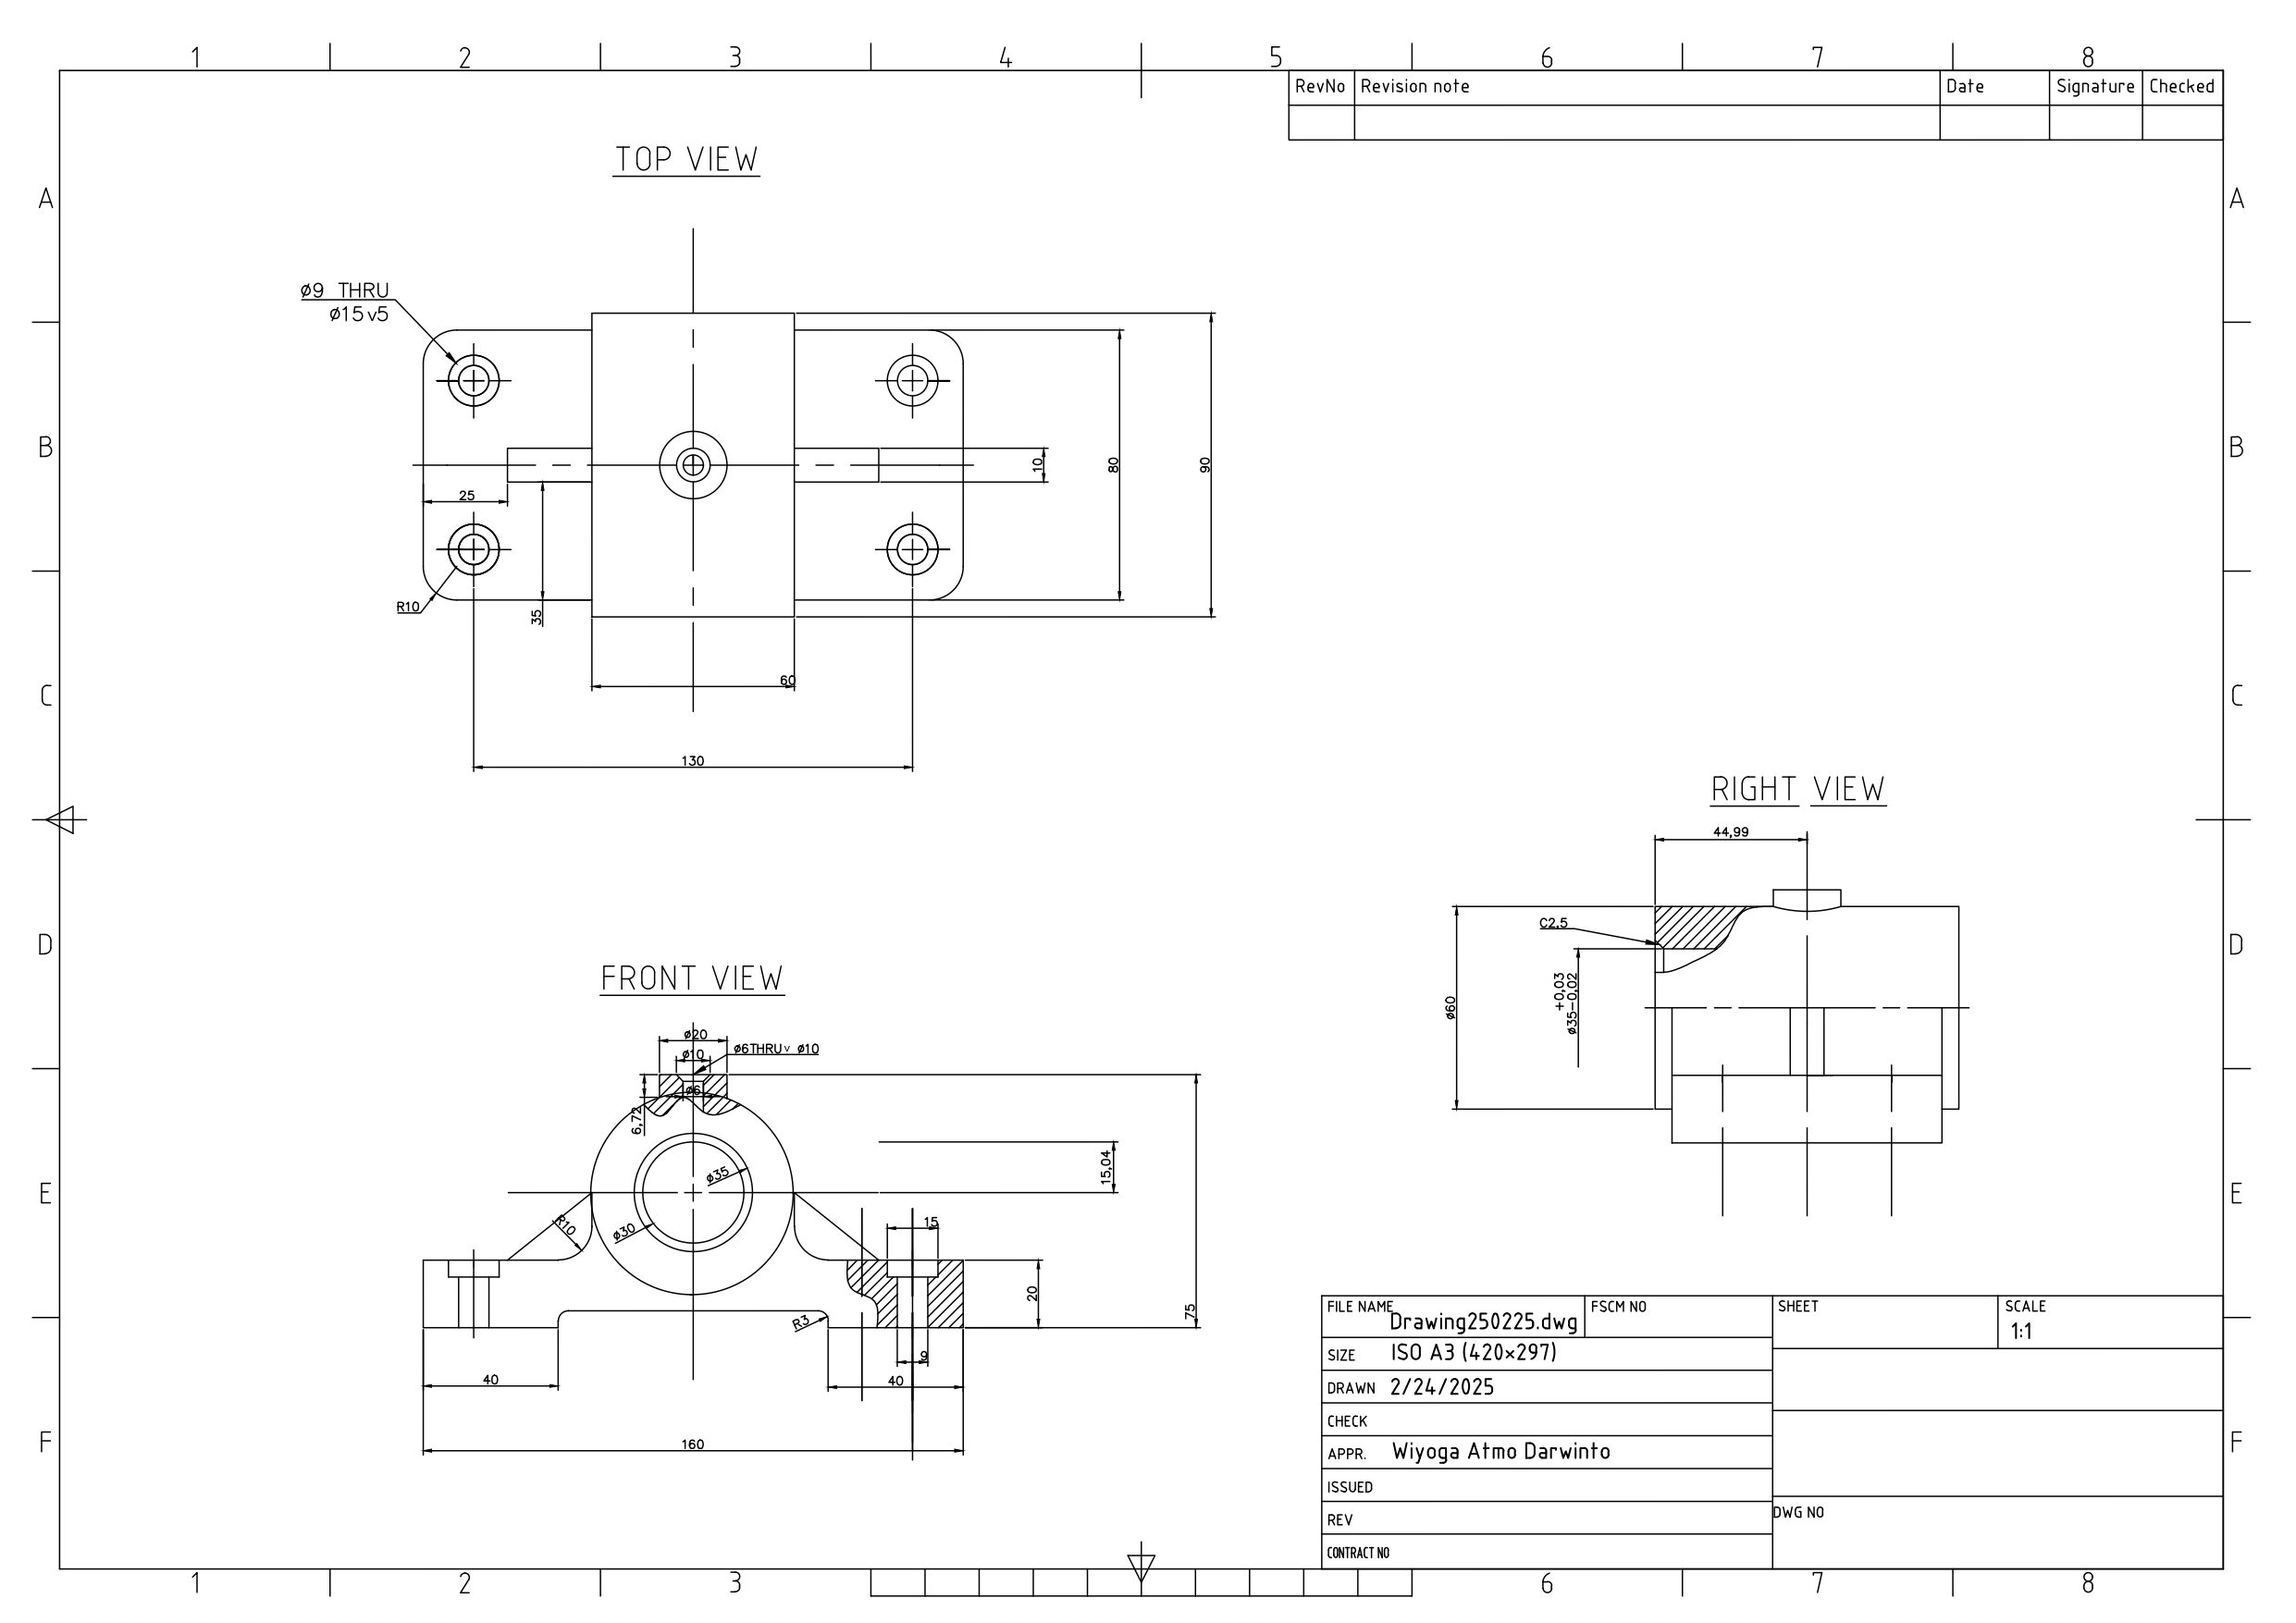 1 2 3 4 5 6 7 8
RevNo Revision note Date Signature Checked
TOP VIEW
A A
ø9 THRU
ø15v5
B B
10
80
90
25
R10
35
60
C C
130
RIGHT VIEW
44,99
C2,5
D D
FRONT VIEW
+0,03
ø35-0,02
ø60
ø20
ø10
ø6THRUv ø10
ø6
6,72
ø35
15,04
E E
R10
ø30
15
20
75
R3
9
40
40
160
F F
FILE NAME Drawing250225.dwg FSCM NO SHEET SCALE
1:1
SIZE ISO A3 (420×297)
DRAWN 2/24/2025
CHECK
APPR. Wiyoga Atmo Darwinto
ISSUED
REV
DWG NO
CONTRACT NO
1 2 3 6 7 8